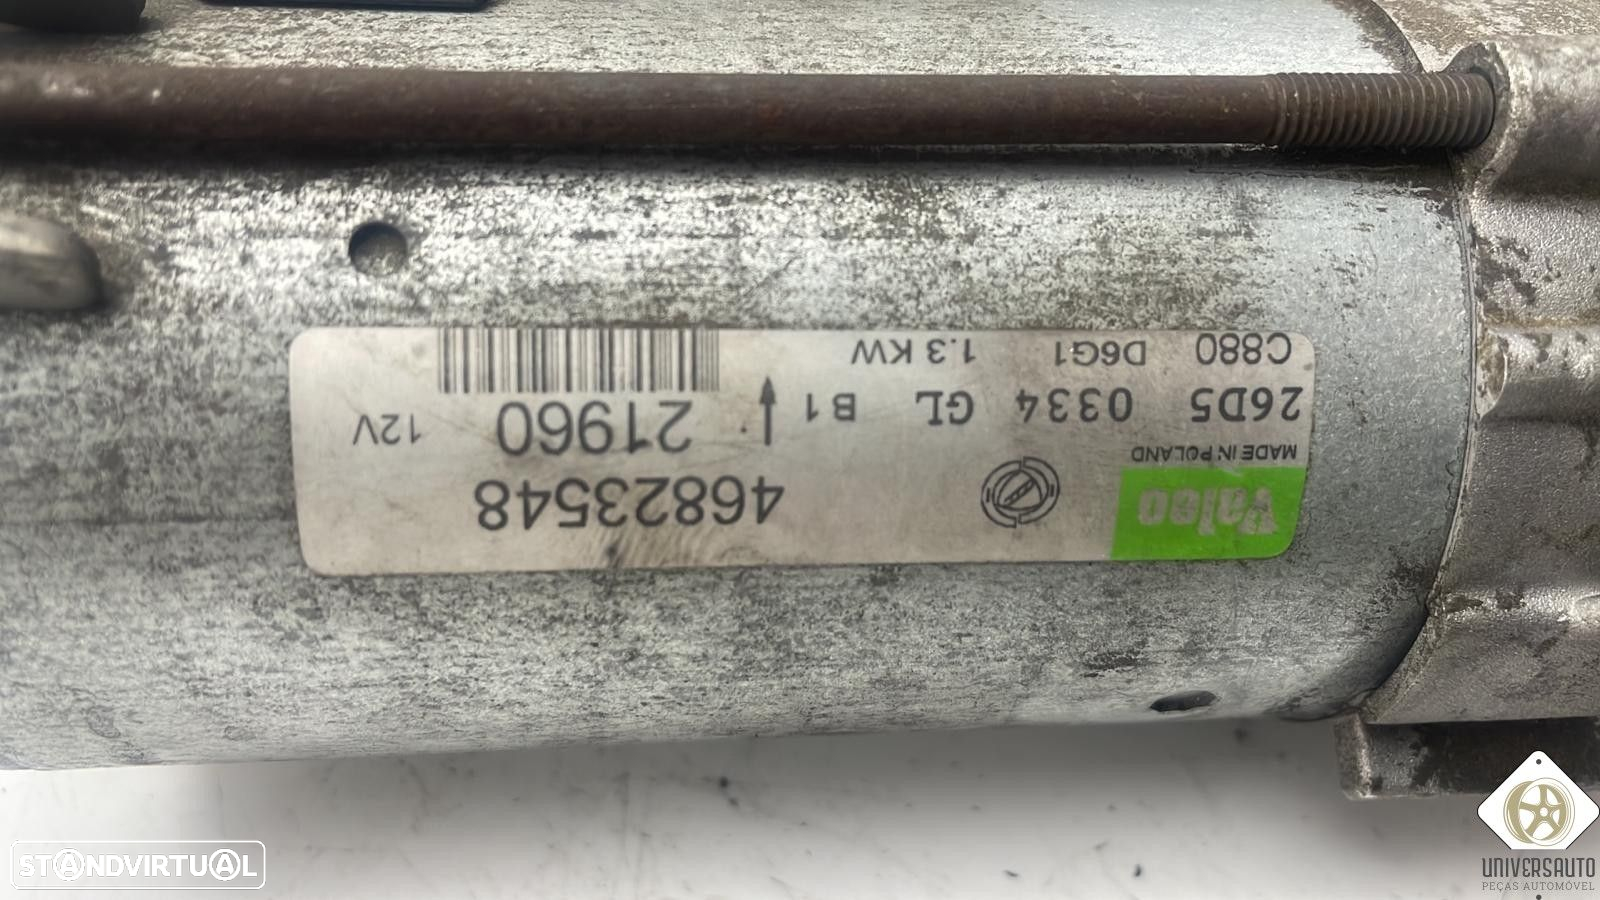 Valeo
MADE IN POLAND
46823548
26D5 0334 GL B1
21960 12V
C880 D6G1 1.3 KW
STANDVIRTUAL
UNIVERSAUTO
PEÇAS AUTOMÓVEL